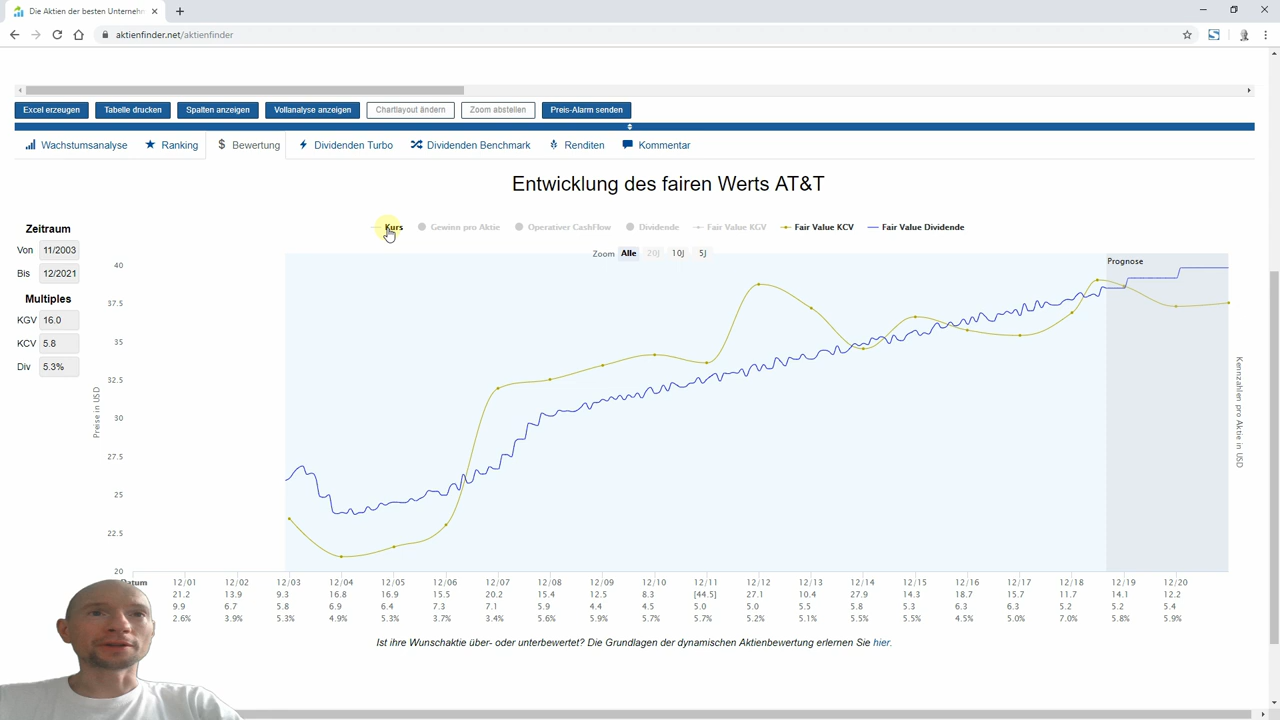 Die Aktien der besten Unternehm
aktienfinder.net/aktienfinder
Excel erzeugen Tabelle drucken Spalten anzeigen Vollanalyse anzeigen Chartlayout ändern Zoom abstellen Preis-Alarm senden
Wachstumsanalyse Ranking $ Bewertung Dividenden Turbo Dividenden Benchmark Renditen Kommentar
Entwicklung des fairen Werts AT&T
Kurs Gewinn pro Aktie Operativer CashFlow Dividende Fair Value KGV Fair Value KCV Fair Value Dividende
Zoom Alle 20J 10J 5J
Zeitraum
Von 11/2003
Bis 12/2021
Multiples
KGV 16.0
KCV 5.8
Div 5.3%
Preise in USD
40
37.5
35
32.5
30
27.5
25
22.5
20
Prognose
Kennzahlen pro Aktie in USD
Datum 12/01 12/02 12/03 12/04 12/05 12/06 12/07 12/08 12/09 12/10 12/11 12/12 12/13 12/14 12/15 12/16 12/17 12/18 12/19 12/20
21.2 13.9 9.3 16.8 16.9 15.5 20.2 15.4 12.5 8.3 [44.5] 27.1 10.4 27.9 14.3 18.7 15.7 11.7 14.1 12.2
9.9 6.7 5.8 6.9 6.4 7.3 7.1 5.9 4.4 4.5 5.0 5.0 5.5 5.8 5.3 6.3 6.3 5.2 5.2 5.4
2.6% 3.9% 5.3% 4.9% 5.3% 3.7% 3.4% 5.6% 5.9% 5.7% 5.7% 5.2% 5.1% 5.5% 5.5% 4.5% 5.0% 7.0% 5.8% 5.9%
Ist ihre Wunschaktie über- oder unterbewertet? Die Grundlagen der dynamischen Aktienbewertung erlernen Sie hier.